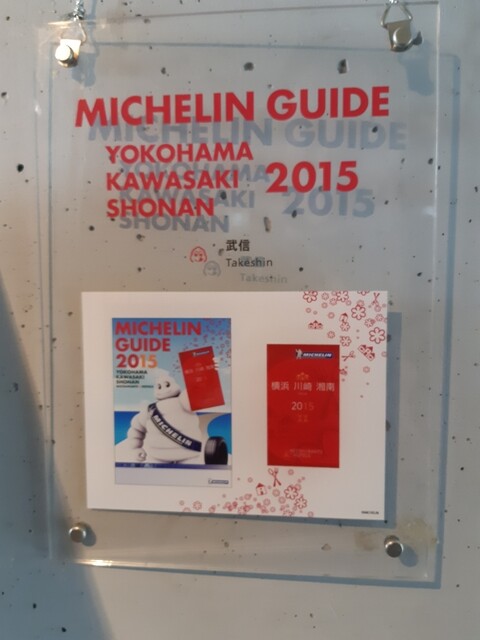 MICHELIN GUIDE
YOKOHAMA
KAWASAKI 2015
SHONAN
武信
Takeshin
MICHELIN
GUIDE
2015
YOKOHAMA
KAWASAKI
SHONAN
MICHELIN
MICHELIN
横浜 川崎 湘南
2015